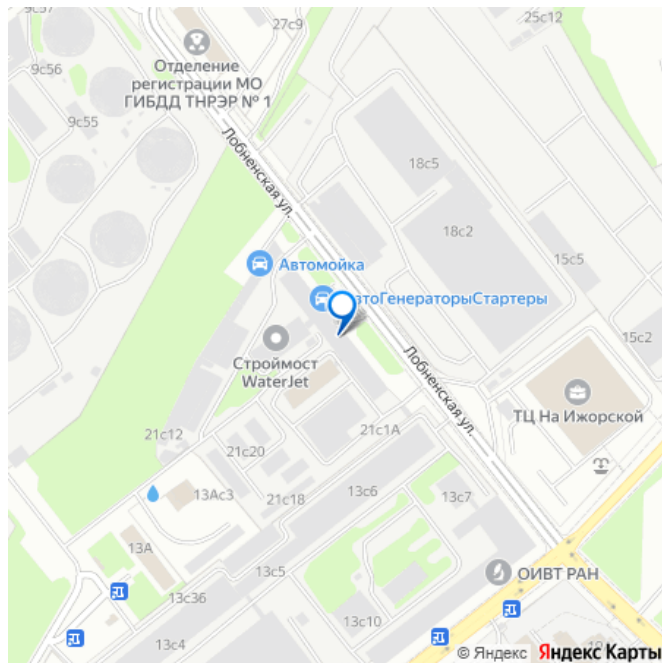 9с56
27с9
25с12
9с56
Отделение
регистрации МО
ГИБДД ТНРЭР № 1
9с55
Лобненская ул.
18с5
18с2
15с5
Автомойка
втоГенераторыСтартеры
15с2
Строймост
WaterJet
Лобненская ул.
ТЦ На Ижорской
21с12
21с1А
21с20
13Ас3
21с18
13с6
13с7
13А
13с5
ОИВТ РАН
13с36
13с10
13с4
© Яндекс Яндекс Карты